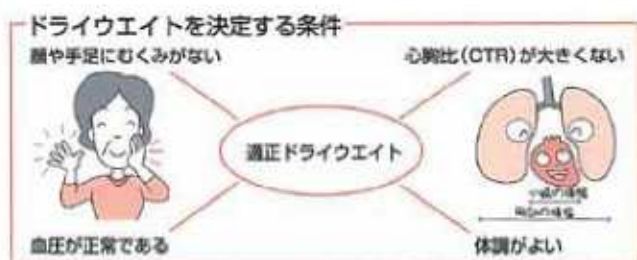 ドライウエイトを決定する条件
顔や手足にむくみがない
心胸比(CTR)が大きくない
適正ドライウエイト
血圧が正常である
体調がよい